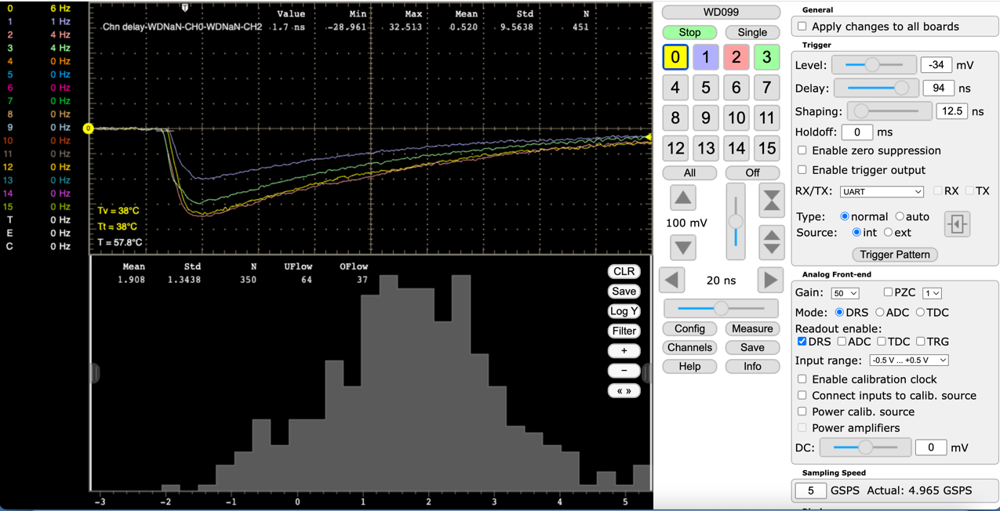 0 6 Hz
1 1 Hz
2 4 Hz
3 4 Hz
4 0 Hz
5 0 Hz
6 0 Hz
7 0 Hz
8 0 Hz
9 0 Hz
10 0 Hz
11 0 Hz
12 0 Hz
13 0 Hz
14 0 Hz
15 0 Hz
T 0 Hz
E 0 Hz
C 0 Hz
T
Value Min Max Mean Std N
Chn delay-WDNaN-CH0-WDNaN-CH2 1.7 ns -28.961 32.513 0.520 9.5638 451
0
Tv = 38°C
Tt = 38°C
T = 57.8°C
Mean Std N UFlow OFlow
1.908 1.3438 350 64 37
CLR
Save
Log Y
Filter
+
−
« »
-3 -2 -1 0 1 2 3 4 5
WD099
Stop Single
0 1 2 3
4 5 6 7
8 9 10 11
12 13 14 15
All Off
100 mV
20 ns
Config Measure
Channels Save
Help Info
General
Apply changes to all boards
Trigger
Level: -34 mV
Delay: 94 ns
Shaping: 12.5 ns
Holdoff: 0 ms
Enable zero suppression
Enable trigger output
RX/TX: UART RX TX
Type: normal auto
Source: int ext
Trigger Pattern
Analog Front-end
Gain: 50 PZC 1
Mode: DRS ADC TDC
Readout enable:
DRS ADC TDC TRG
Input range: -0.5 V ... +0.5 V
Enable calibration clock
Connect inputs to calib. source
Power calib. source
Power amplifiers
DC: 0 mV
Sampling Speed
5 GSPS Actual: 4.965 GSPS